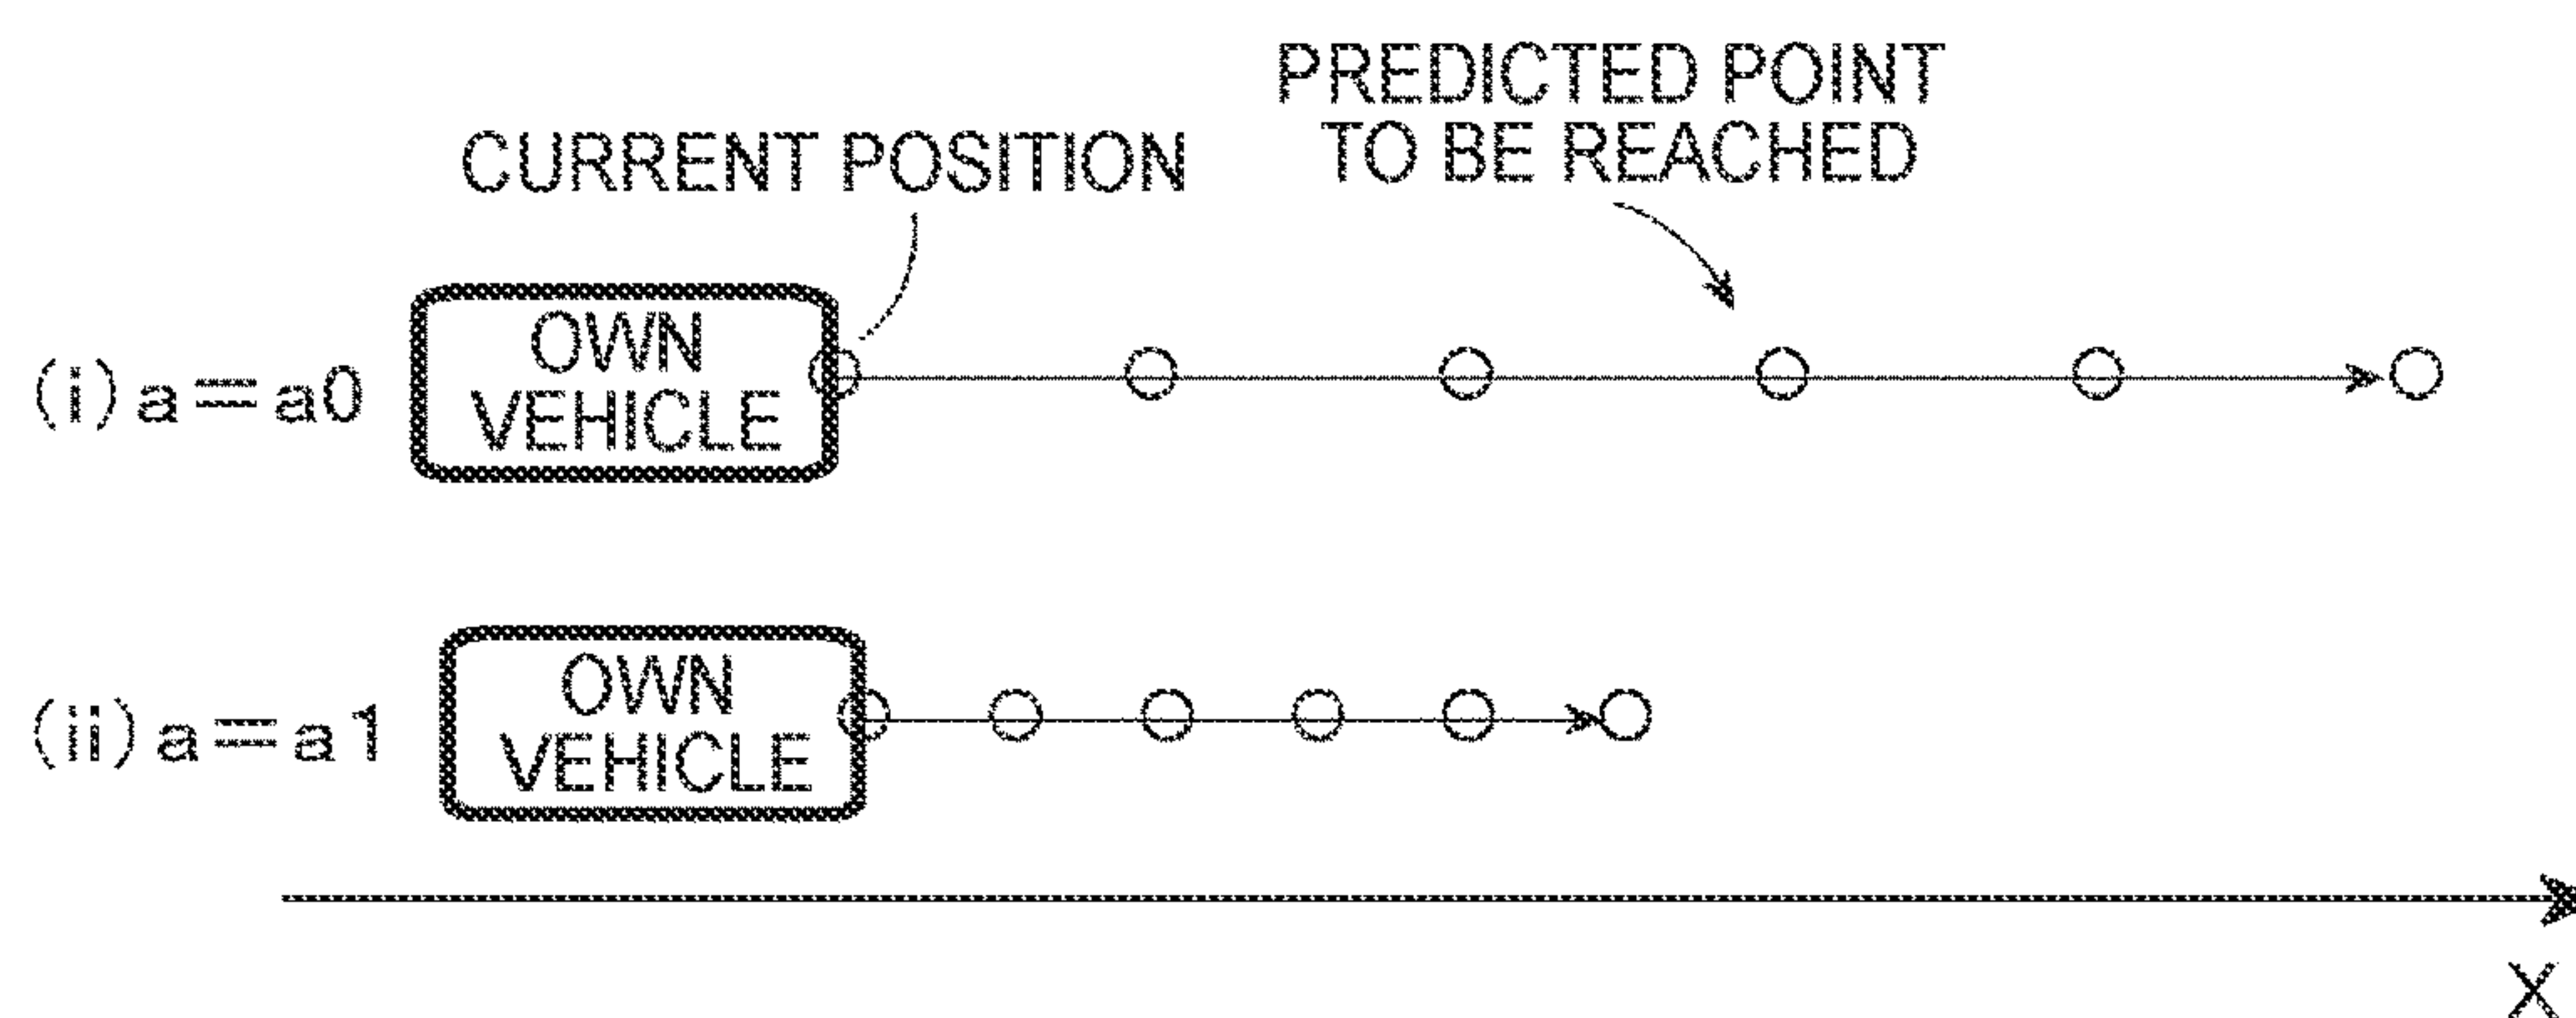 PREDICTED POINT
TO BE REACHED
CURRENT POSITION
(i) a=a0
OWN
VEHICLE
(ii) a=a1
OWN
VEHICLE
X